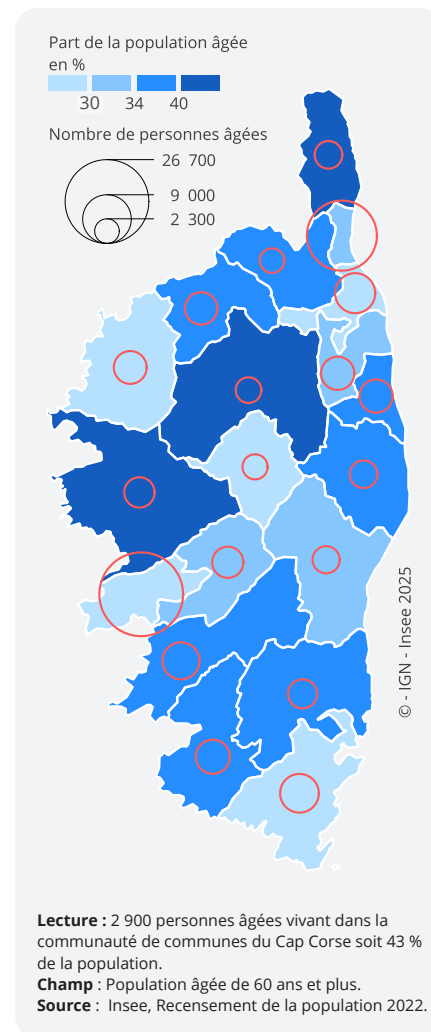 Part de la population âgée
en %
30 34 40
Nombre de personnes âgées
26 700
9 000
2 300
© - IGN - Insee 2025
Lecture : 2 900 personnes âgées vivant dans la
communauté de communes du Cap Corse soit 43 %
de la population.
Champ : Population âgée de 60 ans et plus.
Source : Insee, Recensement de la population 2022.